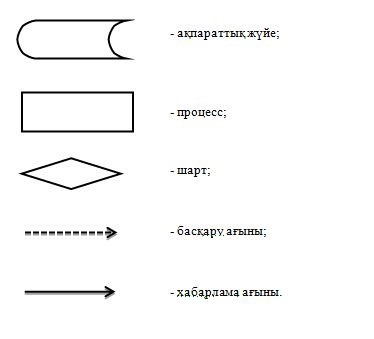 - ақпараттық жүйе;
- процесс;
- шарт;
- басқару ағыны;
- хабарлама ағыны.